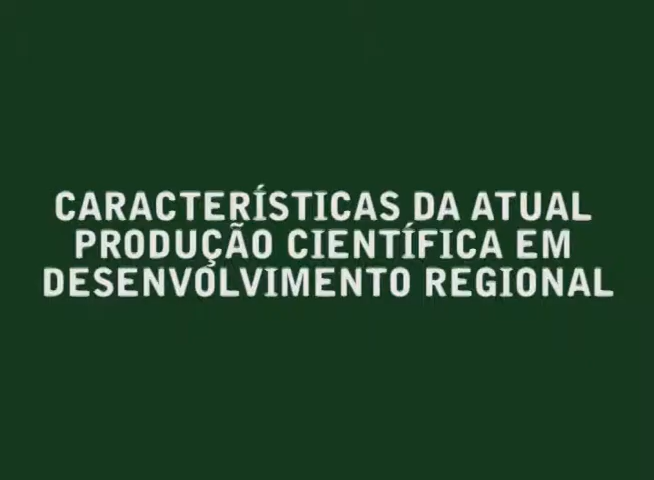 CARACTERÍSTICAS DA ATUAL
PRODUÇÃO CIENTÍFICA EM
DESENVOLVIMENTO REGIONAL